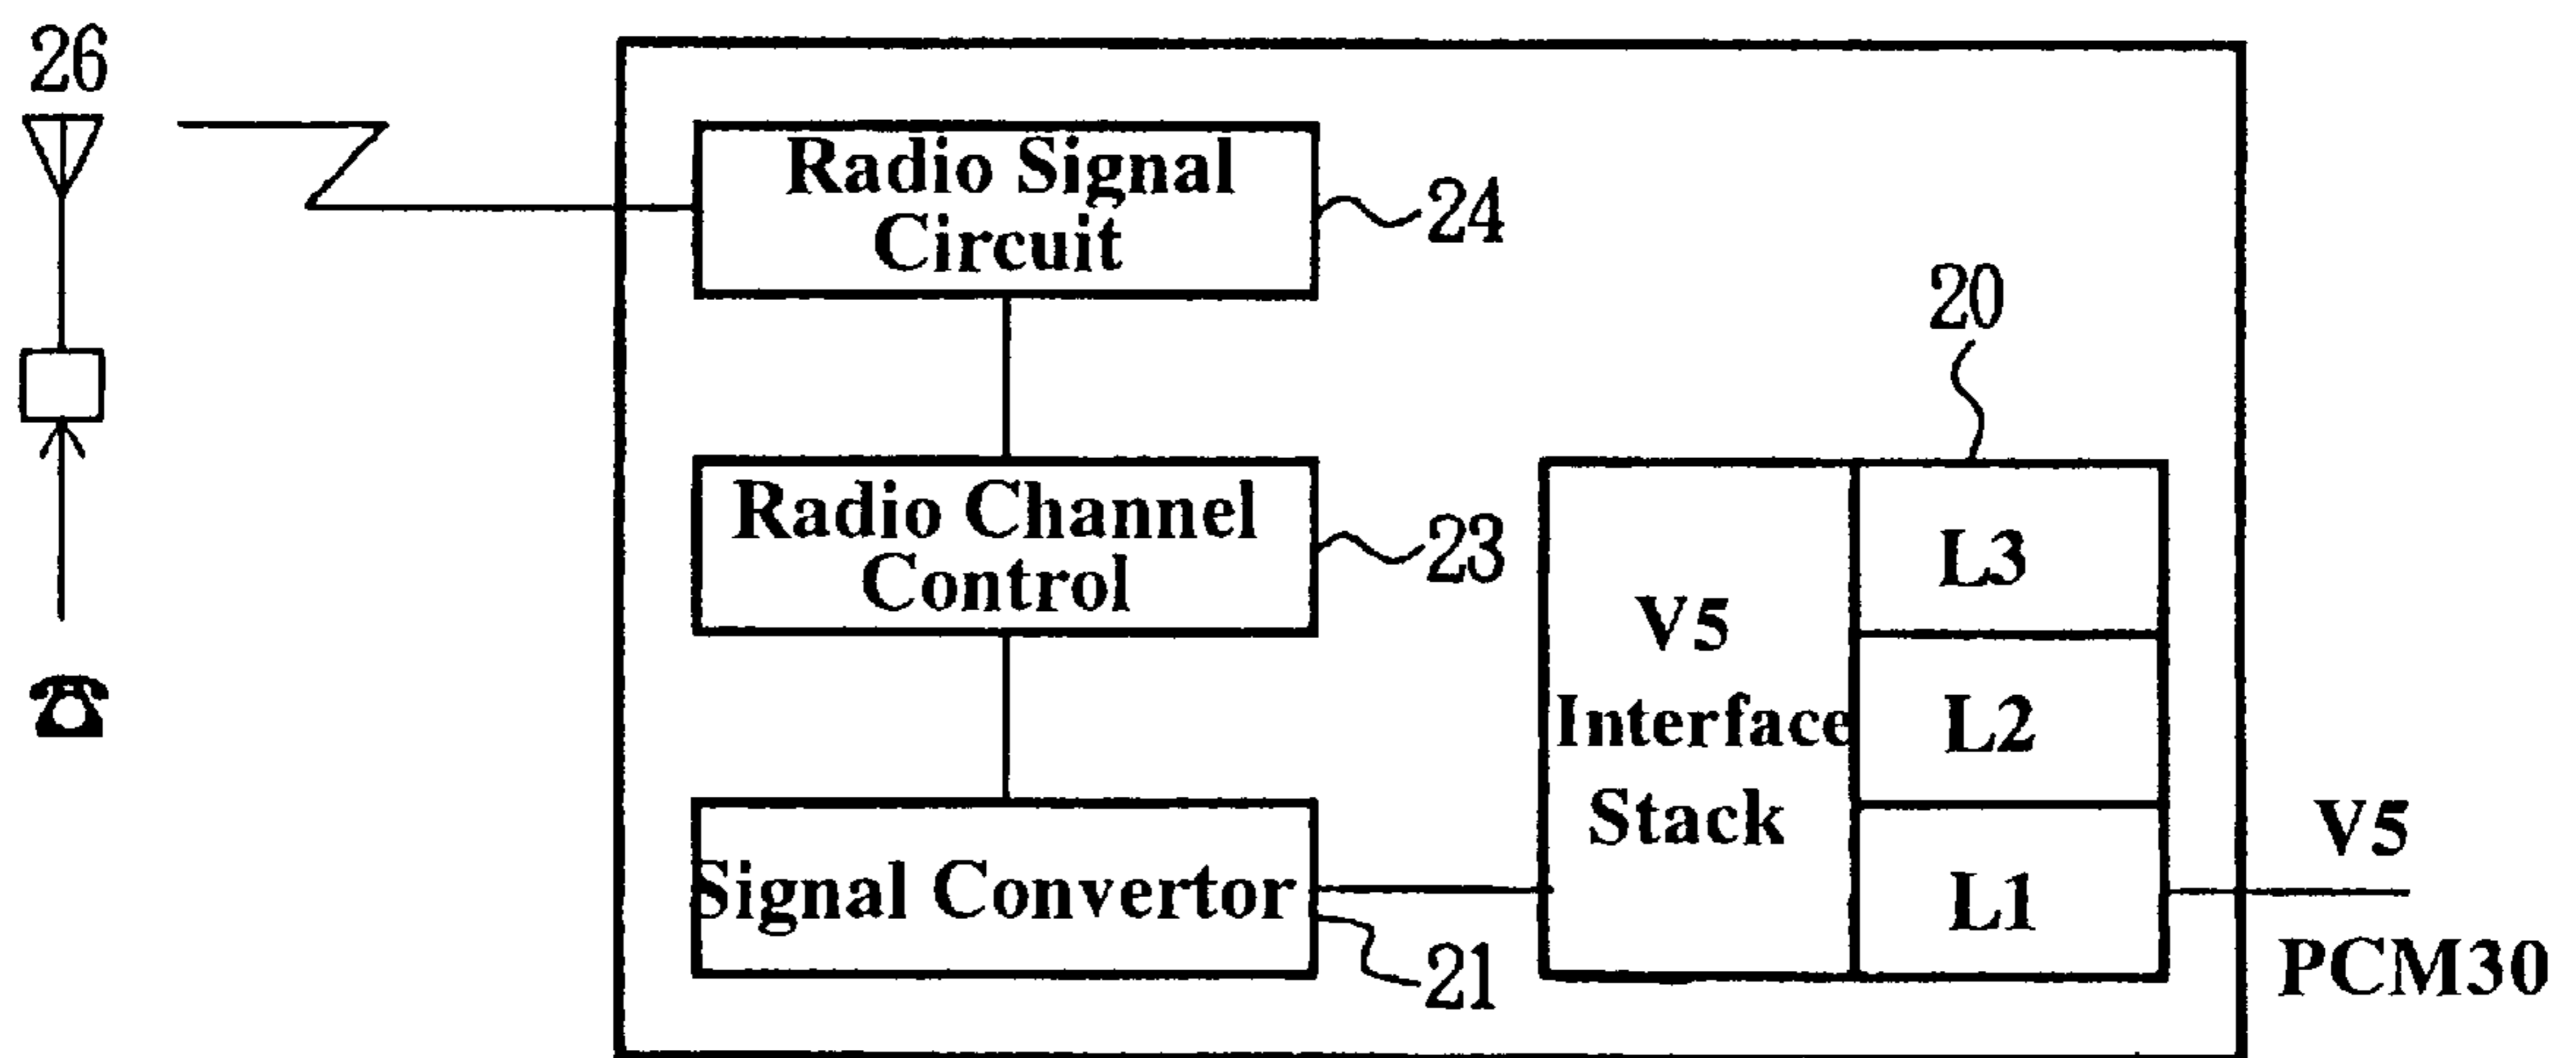 26
Radio Signal
Circuit
24
20
Radio Channel
Control
23
V5
Interface
Stack
L3
L2
L1
Signal Convertor
21
V5
PCM30